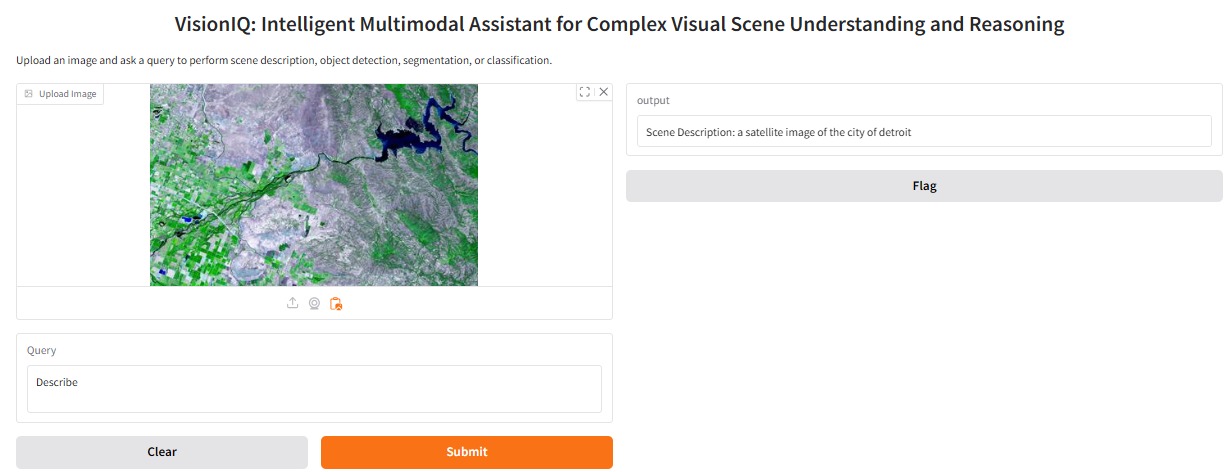 VisionIQ: Intelligent Multimodal Assistant for Complex Visual Scene Understanding and Reasoning
Upload an image and ask a query to perform scene description, object detection, segmentation, or classification.
Upload Image
Query
Describe
Clear
Submit
output
Scene Description: a satellite image of the city of detroit
Flag